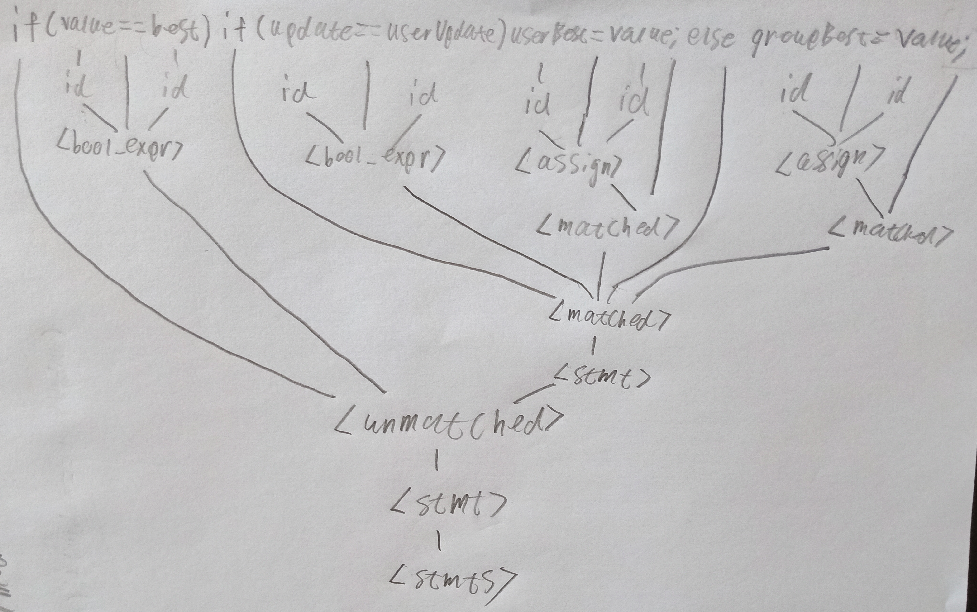 if(value==best) if(update==userUpdate)userBest=value; else groupBest=value;
id id id id id id id id
<bool_expr> <bool_expr> <assign> <assign>
<matched> <matched>
<matched>
<stmt>
<unmatched>
<stmt>
<stmts>